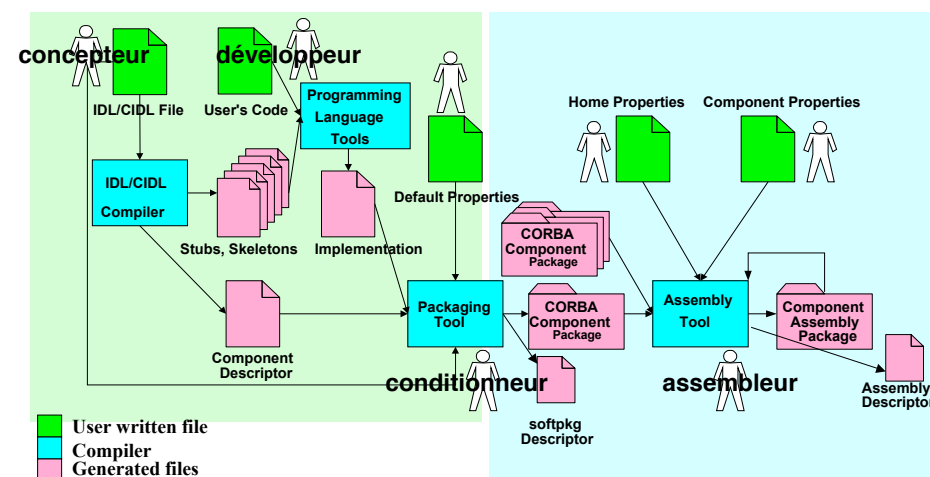 concepteur
développeur
IDL/CIDL File
User's Code
Programming
Language
Tools
Home Properties
Component Properties
IDL/CIDL
Compiler
Default Properties
Stubs, Skeletons
Implementation
CORBA
Component
Package
Packaging
Tool
CORBA
Component
Package
Assembly
Tool
Component
Assembly
Package
Component
Descriptor
conditionneur
assembleur
Assembly
Descriptor
softpkg
Descriptor
User written file
Compiler
Generated files